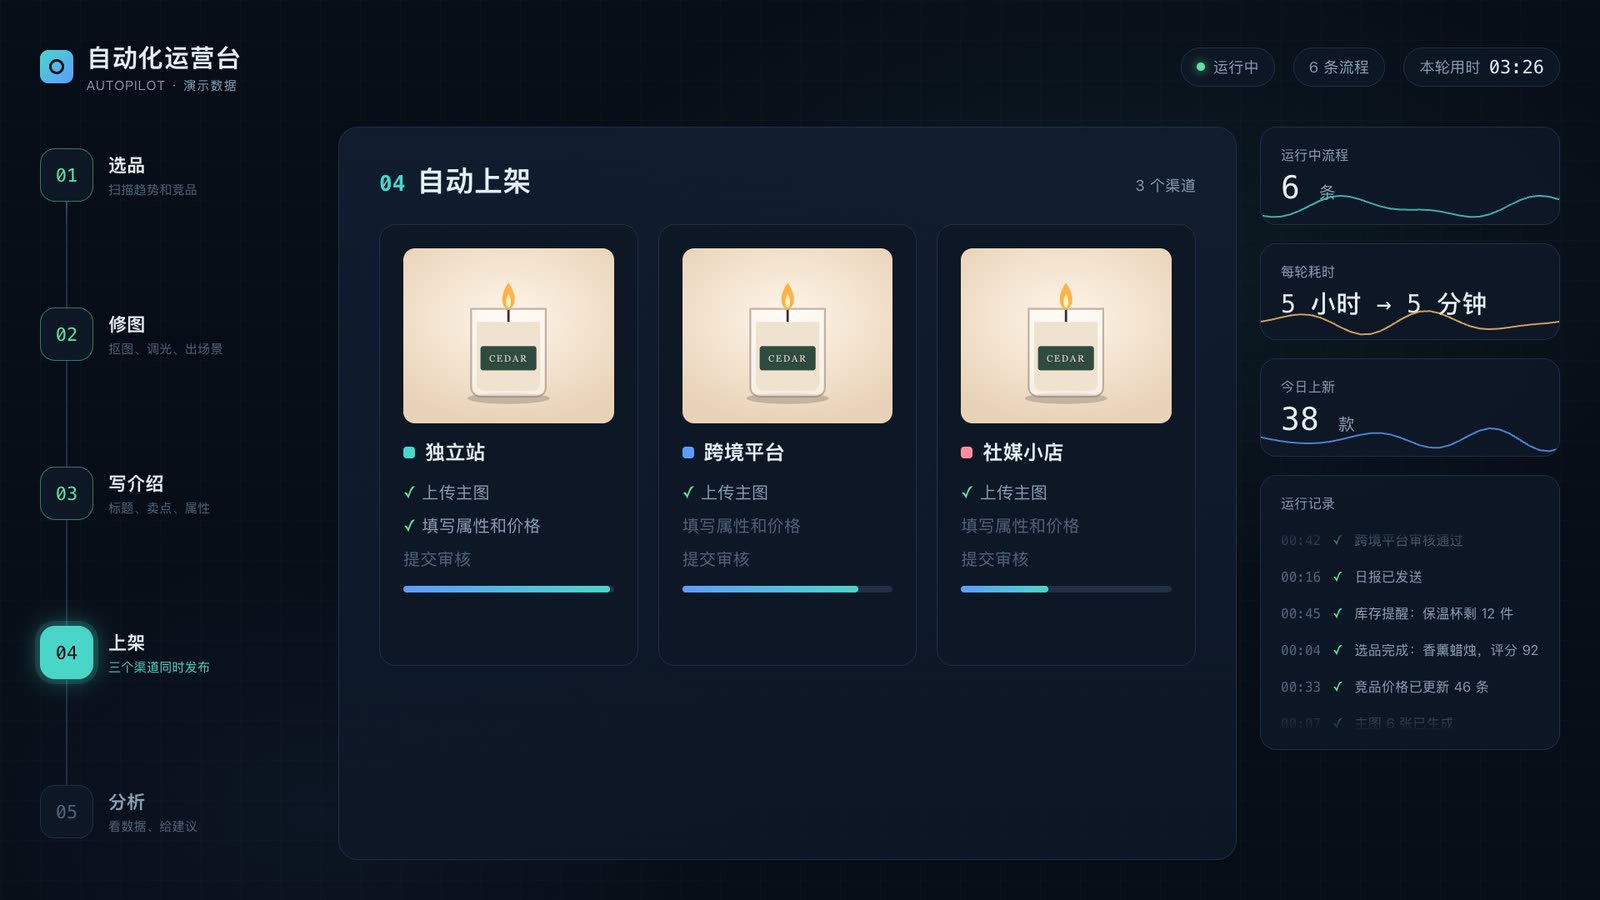 自动化运营台
AUTOPILOT · 演示数据
运行中
6 条流程
本轮用时 03:26
01
选品
扫描趋势和竞品
02
修图
抠图、调光、出场景
03
写介绍
标题、卖点、属性
04
上架
三个渠道同时发布
05
分析
看数据、给建议
04 自动上架
3 个渠道
CEDAR
独立站
✓ 上传主图
✓ 填写属性和价格
提交审核
CEDAR
跨境平台
✓ 上传主图
填写属性和价格
提交审核
CEDAR
社媒小店
✓ 上传主图
填写属性和价格
提交审核
运行中流程
6 条
每轮耗时
5 小时 → 5 分钟
今日上新
38 款
运行记录
00:42 ✓ 跨境平台审核通过
00:16 ✓ 日报已发送
00:45 ✓ 库存提醒：保温杯剩 12 件
00:04 ✓ 选品完成：香薰蜡烛，评分 92
00:33 ✓ 竞品价格已更新 46 条
00:07 ✓ 主图 6 张已生成